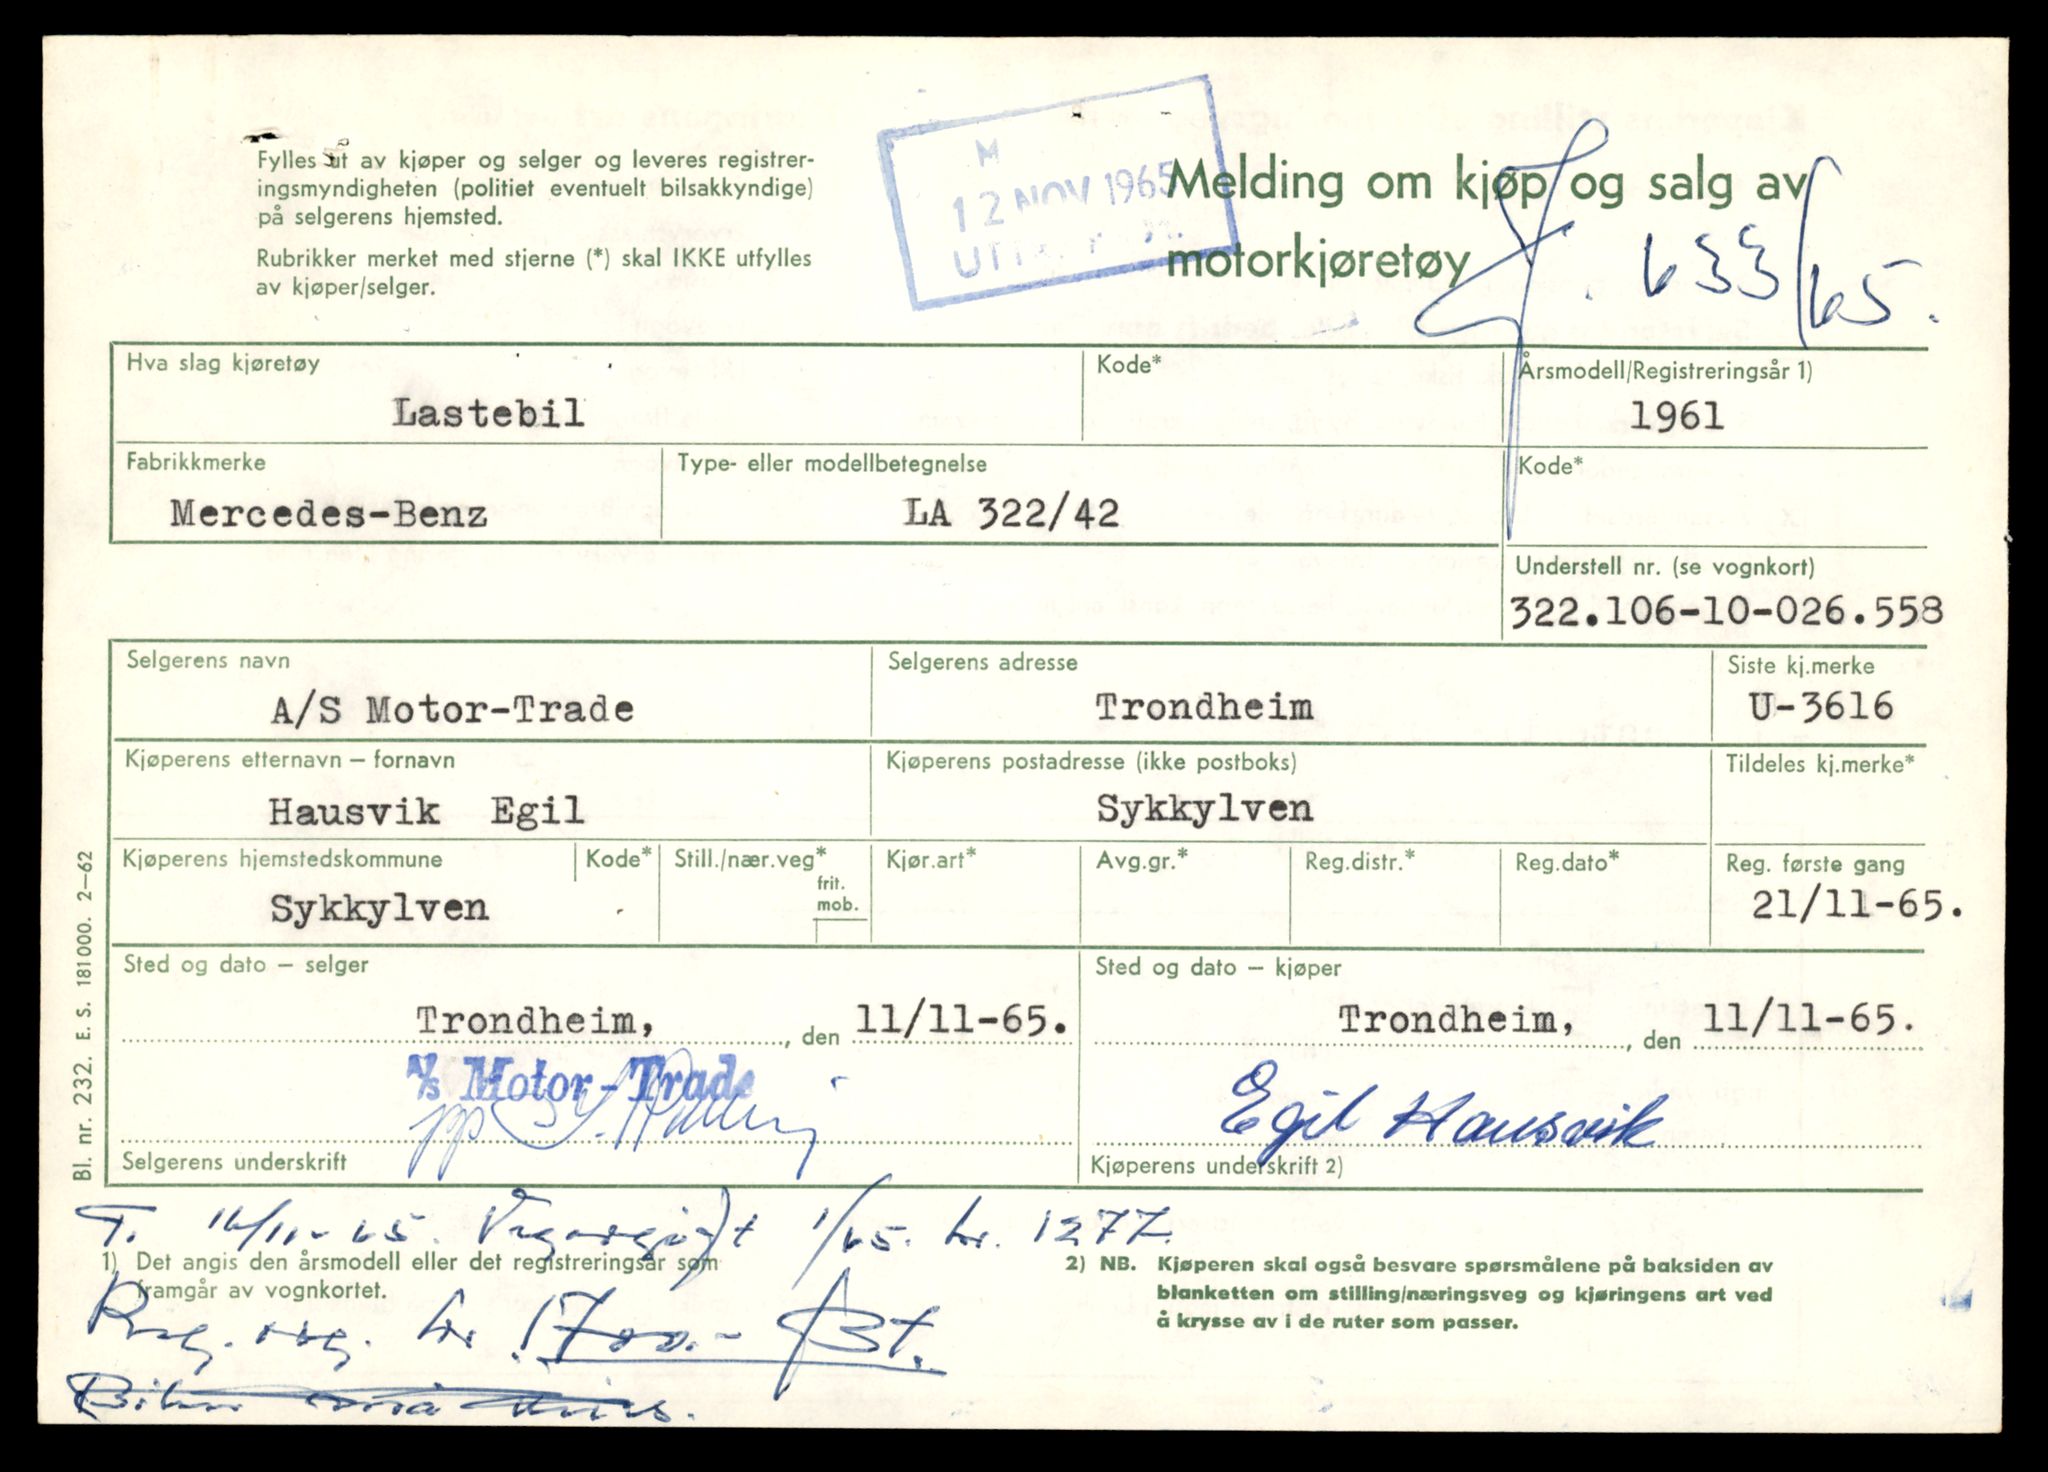 Fylles ut av kjøper og selger og leveres registrer-
ingsmyndigheten (politiet eventuelt bilsakkyndige)
på selgerens hjemsted.
Rubrikker merket med stjerne (*) skal IKKE utfylles
av kjøper/selger.
M
12 NOV 1965
Melding om kjøp og salg av
motorkjøretøy
J. 633/65.
Hva slag kjøretøy
Kode*
Årsmodell/Registreringsår 1)
Lastebil
1961
Fabrikkmerke
Type- eller modellbetegnelse
Kode*
Mercedes-Benz
LA 322/42
Understell nr. (se vognkort)
322.106-10-026.558
Selgerens navn
Selgerens adresse
Siste kj.merke
A/S Motor-Trade
Trondheim
U-3616
Kjøperens etternavn – fornavn
Kjøperens postadresse (ikke postboks)
Tildeles kj.merke*
Hausvik Egil
Sykkylven
Kjøperens hjemstedskommune
Kode*
Still./nær.veg*
frit.
mob.
Kjør.art*
Avg.gr.*
Reg.distr.*
Reg.dato*
Reg. første gang
Sykkylven
21/11-65.
Sted og dato – selger
Sted og dato – kjøper
Trondheim, , den 11/11-65.
Trondheim, , den 11/11-65.
A/S Motor-Trade
pp
Egil Hausvik
Selgerens underskrift
Kjøperens underskrift 2)
T. 16/11-65. Vegavgift 1/65. kr. 1277.
1) Det angis den årsmodell eller det registreringsår som
framgår av vognkortet.
2) NB. Kjøperen skal også besvare spørsmålene på baksiden av
blanketten om stilling/næringsveg og kjøringens art ved
å krysse av i de ruter som passer.
kr. 1700.-
Bl. nr. 232. E. S. 181000. 2–62